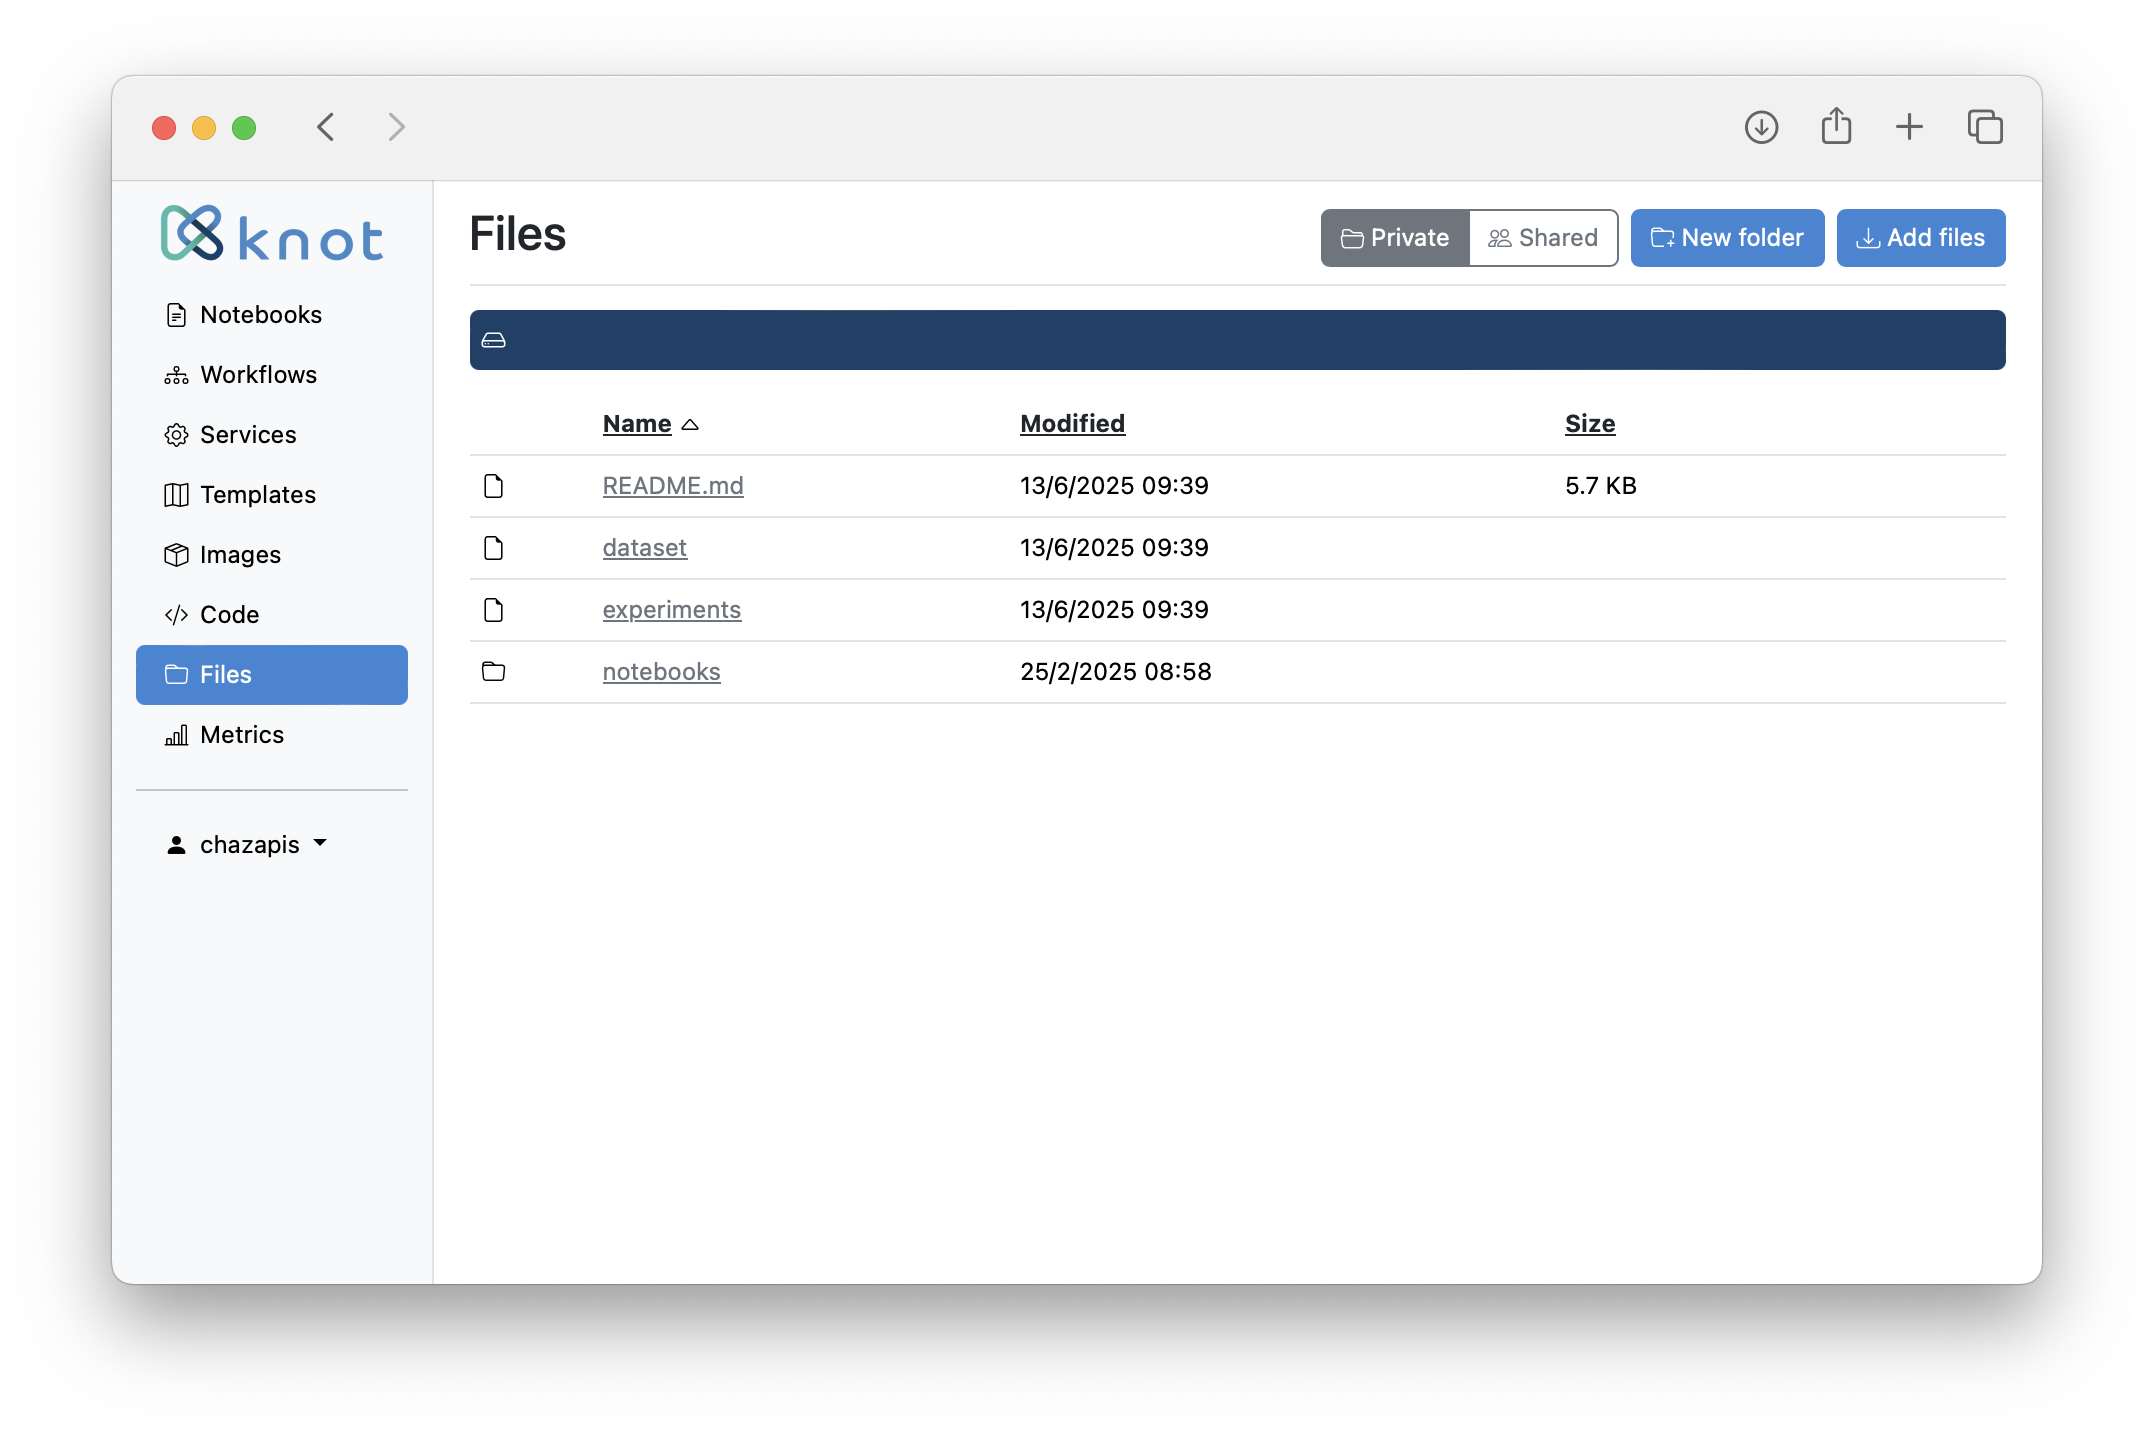 knot
Notebooks
Workflows
Services
Templates
Images
Code
Files
Metrics
chazapis
Files
Private
Shared
New folder
Add files
Name Modified Size
README.md 13/6/2025 09:39 5.7 KB
dataset 13/6/2025 09:39
experiments 13/6/2025 09:39
notebooks 25/2/2025 08:58